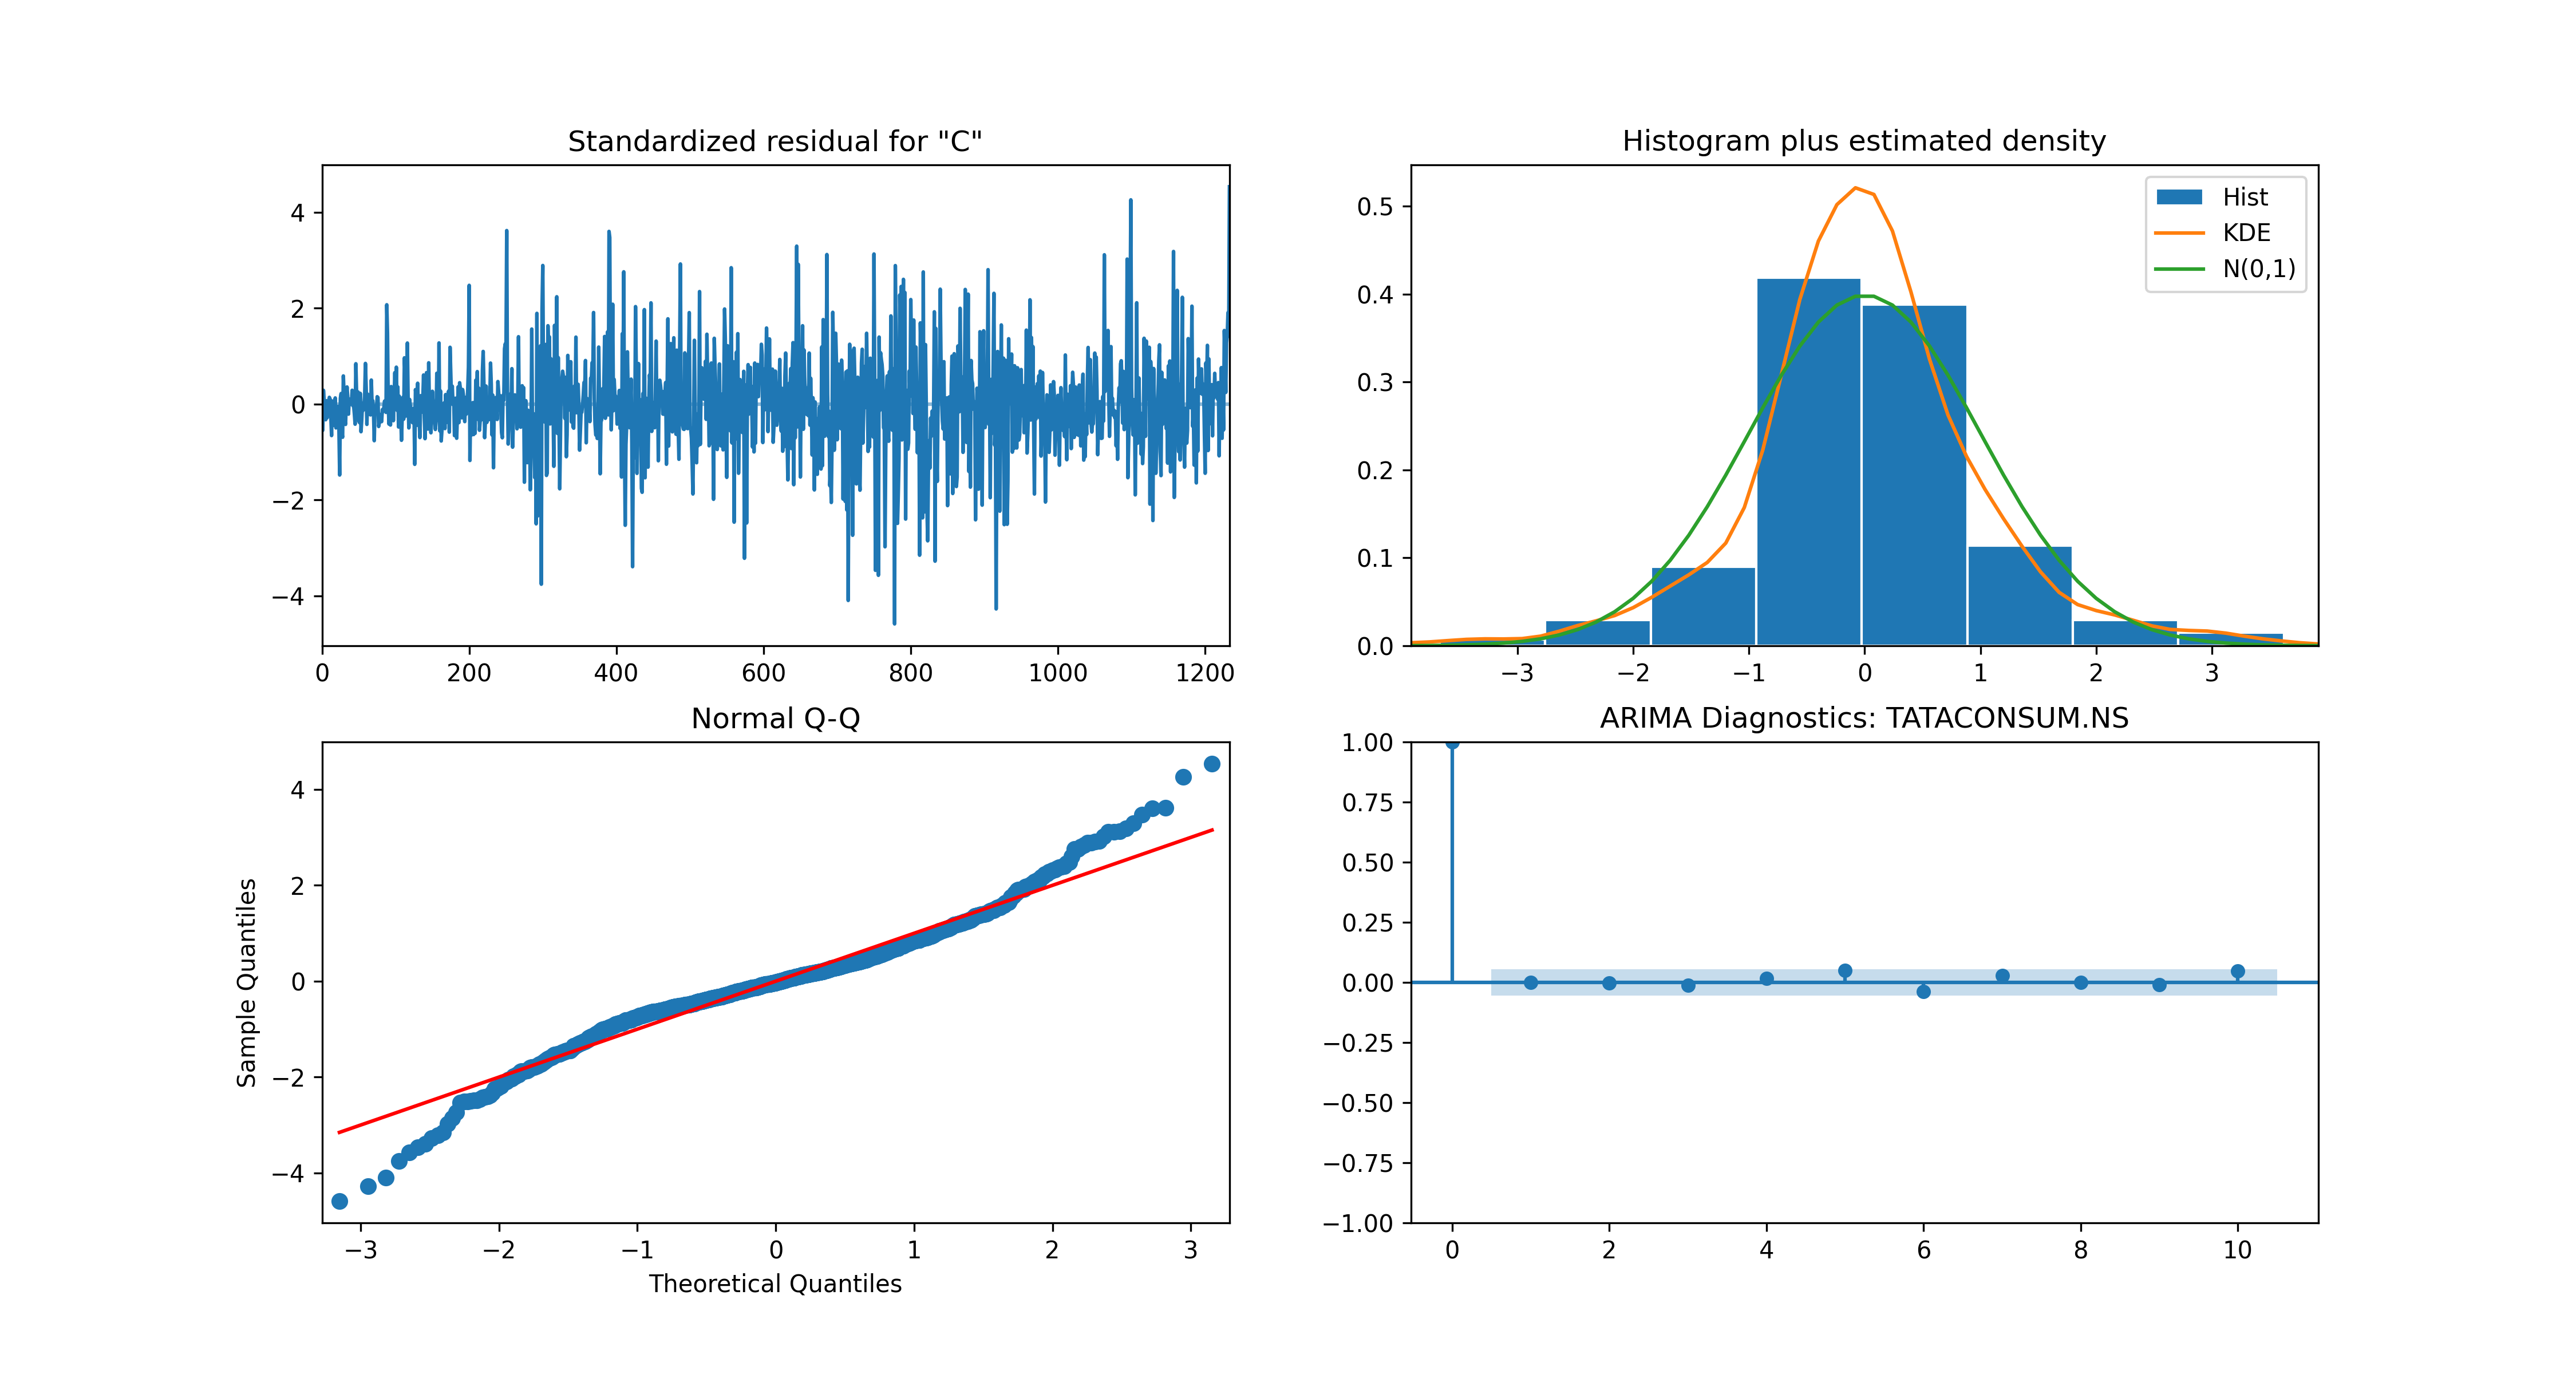 Standardized residual for "C"
4
2
0
−2
−4
0 200 400 600 800 1000 1200
Histogram plus estimated density
Hist
KDE
N(0,1)
0.5
0.4
0.3
0.2
0.1
0.0
−3 −2 −1 0 1 2 3
Normal Q-Q
Sample Quantiles
4
2
0
−2
−4
−3 −2 −1 0 1 2 3
Theoretical Quantiles
ARIMA Diagnostics: TATACONSUM.NS
1.00
0.75
0.50
0.25
0.00
−0.25
−0.50
−0.75
−1.00
0 2 4 6 8 10